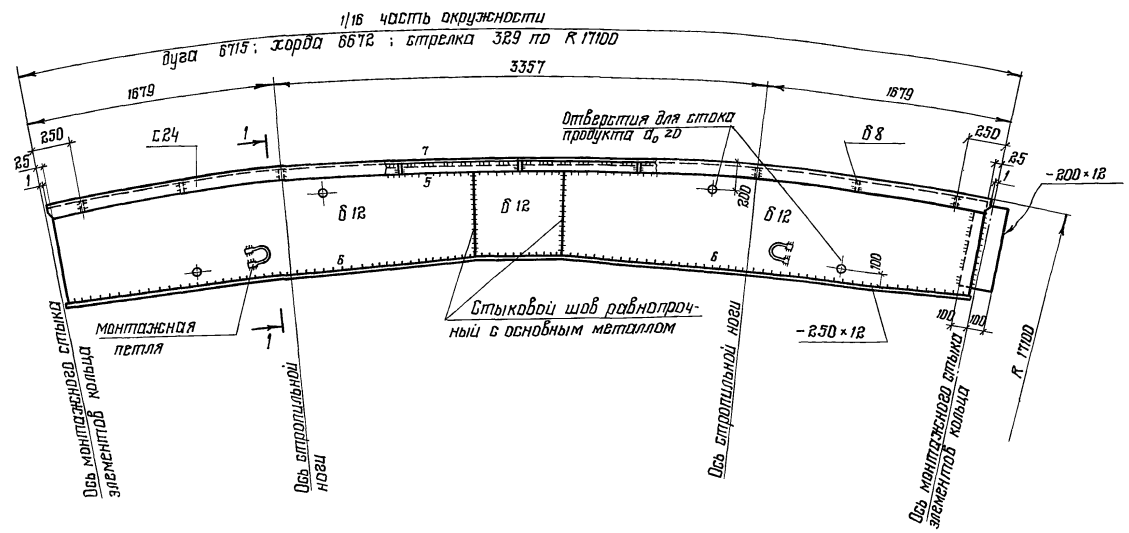 1/16 часть окружности
дуга 6715; хорда 6672; стрелка 329 по R 17100
3357
1679
1679
250
25
1
С24
1
7
5
Отверстия для стока
продукта d₀ 20
δ 8
250
25
1
-200×12
δ 12
δ 12
δ 12
200
6
6
100
монтажная
петля
1
Стыковой шов равнопроч-
ный с основным металлом
-250×12
100
100
R 17100
Ось монтажного стыка
элементов кольца
Ось стропильной
ноги
Ось стропильной ноги
Ось монтажного стыка
элементов кольца